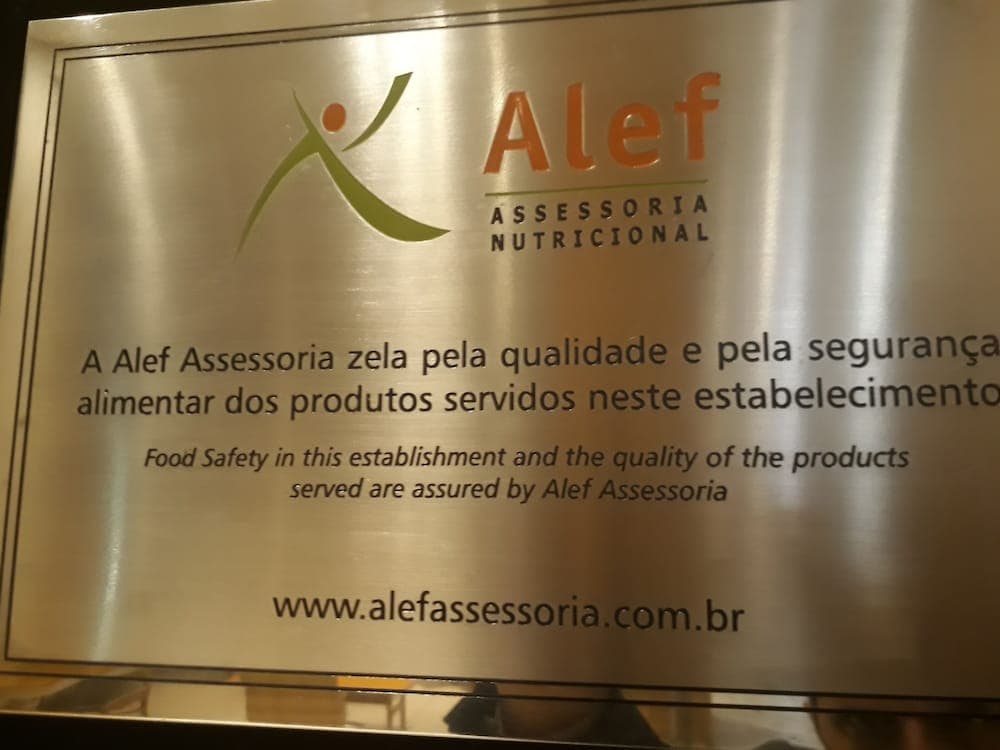 Alef
ASSESSORIA
NUTRICIONAL
A Alef Assessoria zela pela qualidade e pela segurança
alimentar dos produtos servidos neste estabelecimento
Food Safety in this establishment and the quality of the products
served are assured by Alef Assessoria
www.alefassessoria.com.br